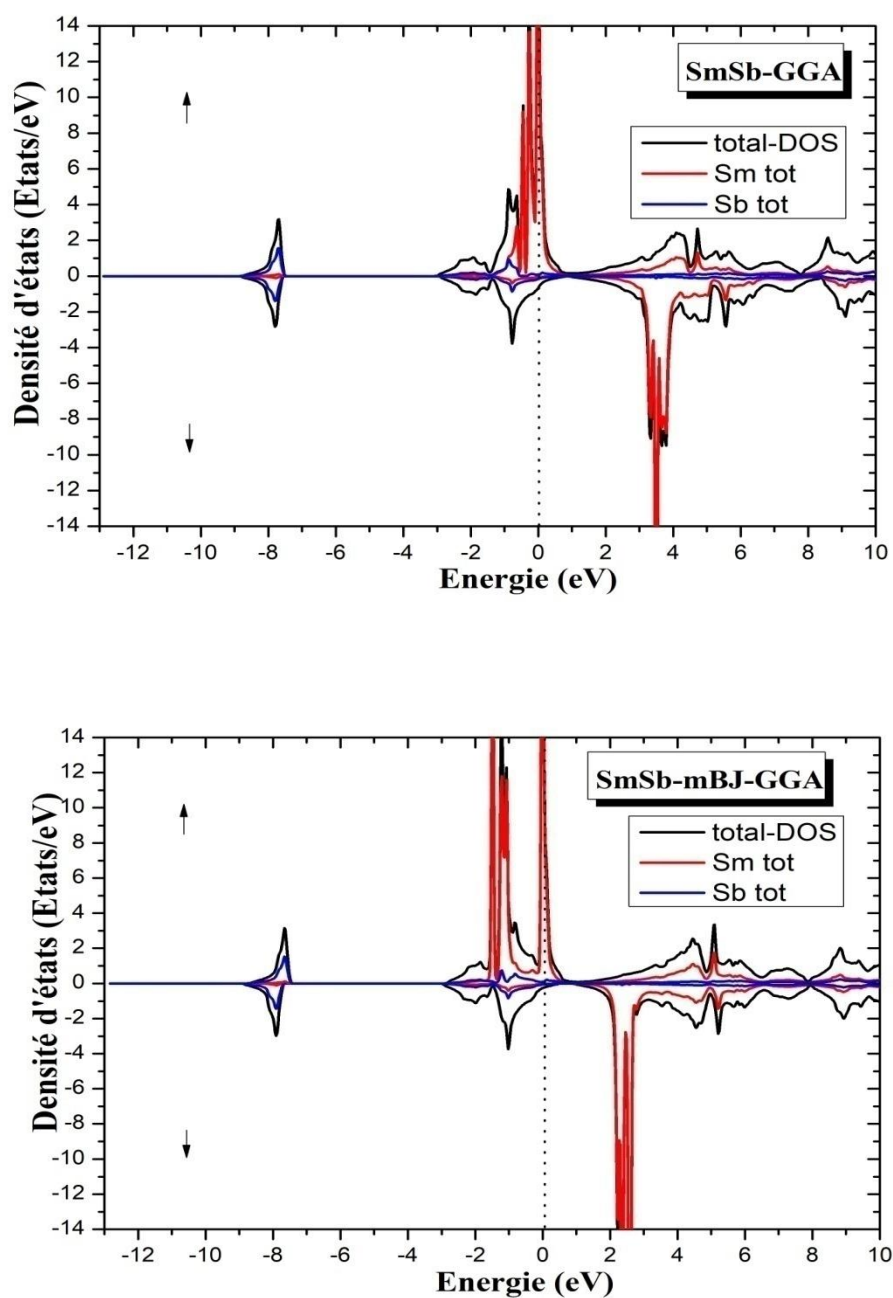 14
12
10
8
6
4
2
0
-2
-4
-6
-8
-10
-12
-14
Densité d'états (Etats/eV)
SmSb-GGA
total-DOS
Sm tot
Sb tot
-12 -10 -8 -6 -4 -2 0 2 4 6 8 10
Energie (eV)
14
12
10
8
6
4
2
0
-2
-4
-6
-8
-10
-12
-14
Densité d'états (Etats/eV)
SmSb-mBJ-GGA
total-DOS
Sm tot
Sb tot
-12 -10 -8 -6 -4 -2 0 2 4 6 8 10
Energie (eV)